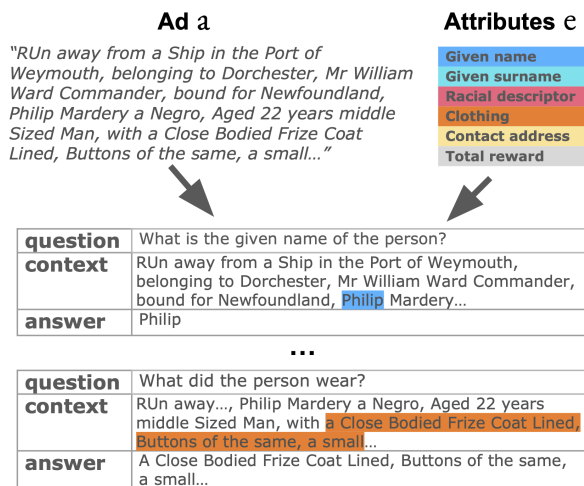 Ad a
Attributes e
“RUn away from a Ship in the Port of
Weymouth, belonging to Dorchester, Mr William
Ward Commander, bound for Newfoundland,
Philip Mardery a Negro, Aged 22 years middle
Sized Man, with a Close Bodied Frize Coat
Lined, Buttons of the same, a small…”
Given name
Given surname
Racial descriptor
Clothing
Contact address
Total reward
question What is the given name of the person?
context RUn away from a Ship in the Port of Weymouth,
belonging to Dorchester, Mr William Ward Commander,
bound for Newfoundland, Philip Mardery…
answer Philip
...
question What did the person wear?
context RUn away…, Philip Mardery a Negro, Aged 22 years
middle Sized Man, with a Close Bodied Frize Coat Lined,
Buttons of the same, a small…
answer A Close Bodied Frize Coat Lined, Buttons of the same,
a small…